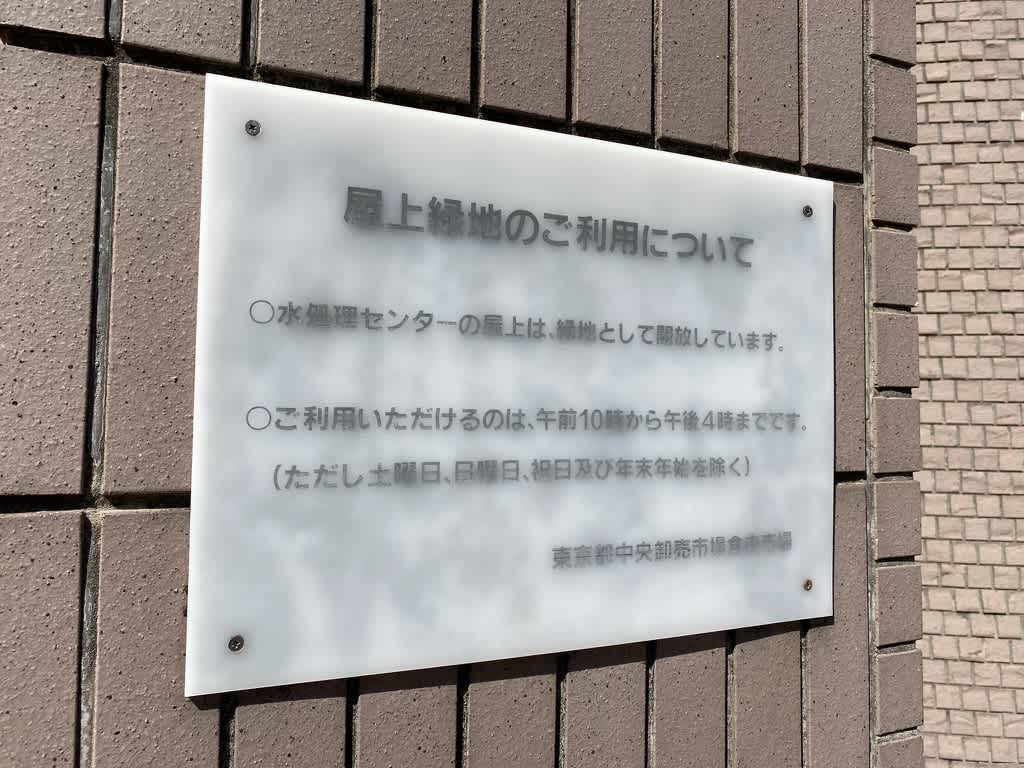 屋上緑地のご利用について
○水処理センターの屋上は、緑地として開放しています。
○ご利用いただけるのは、午前10時から午後4時までです。
（ただし土曜日、日曜日、祝日及び年末年始を除く）
東京都中央卸売市場食肉市場